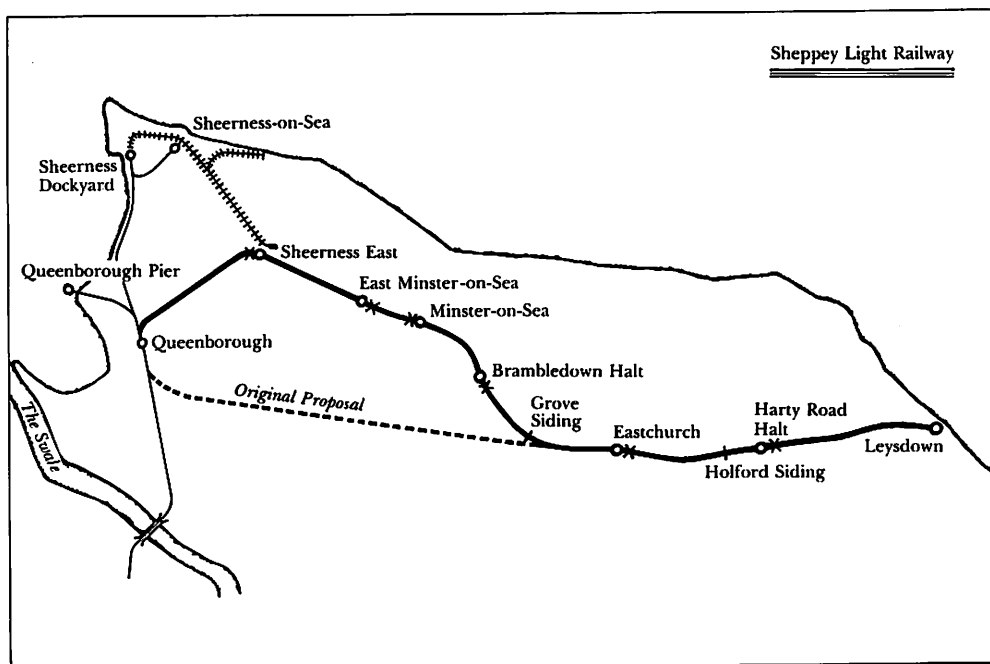 Sheppey Light Railway
Sheerness-on-Sea
Sheerness
Dockyard
Sheerness East
Queenborough Pier
East Minster-on-Sea
Minster-on-Sea
Queenborough
Brambledown Halt
Original Proposal
Grove
Siding
Harty Road
Halt
Eastchurch
Leysdown
Holford Siding
The Swale